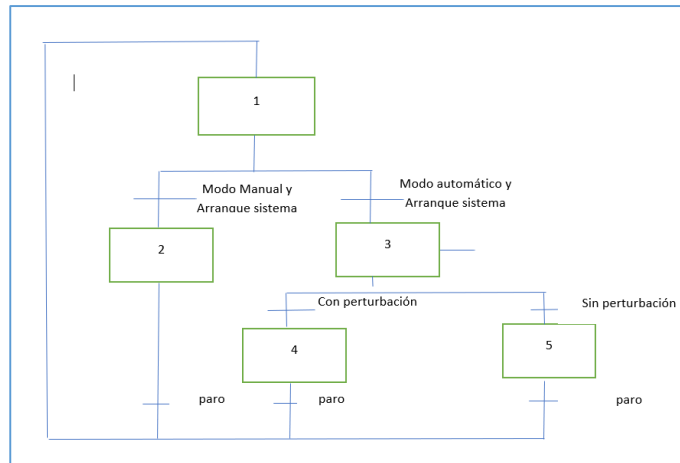 1
Modo Manual y
Arranque sistema
Modo automático y
Arranque sistema
2
3
Con perturbación
Sin perturbación
4
5
paro
paro
paro